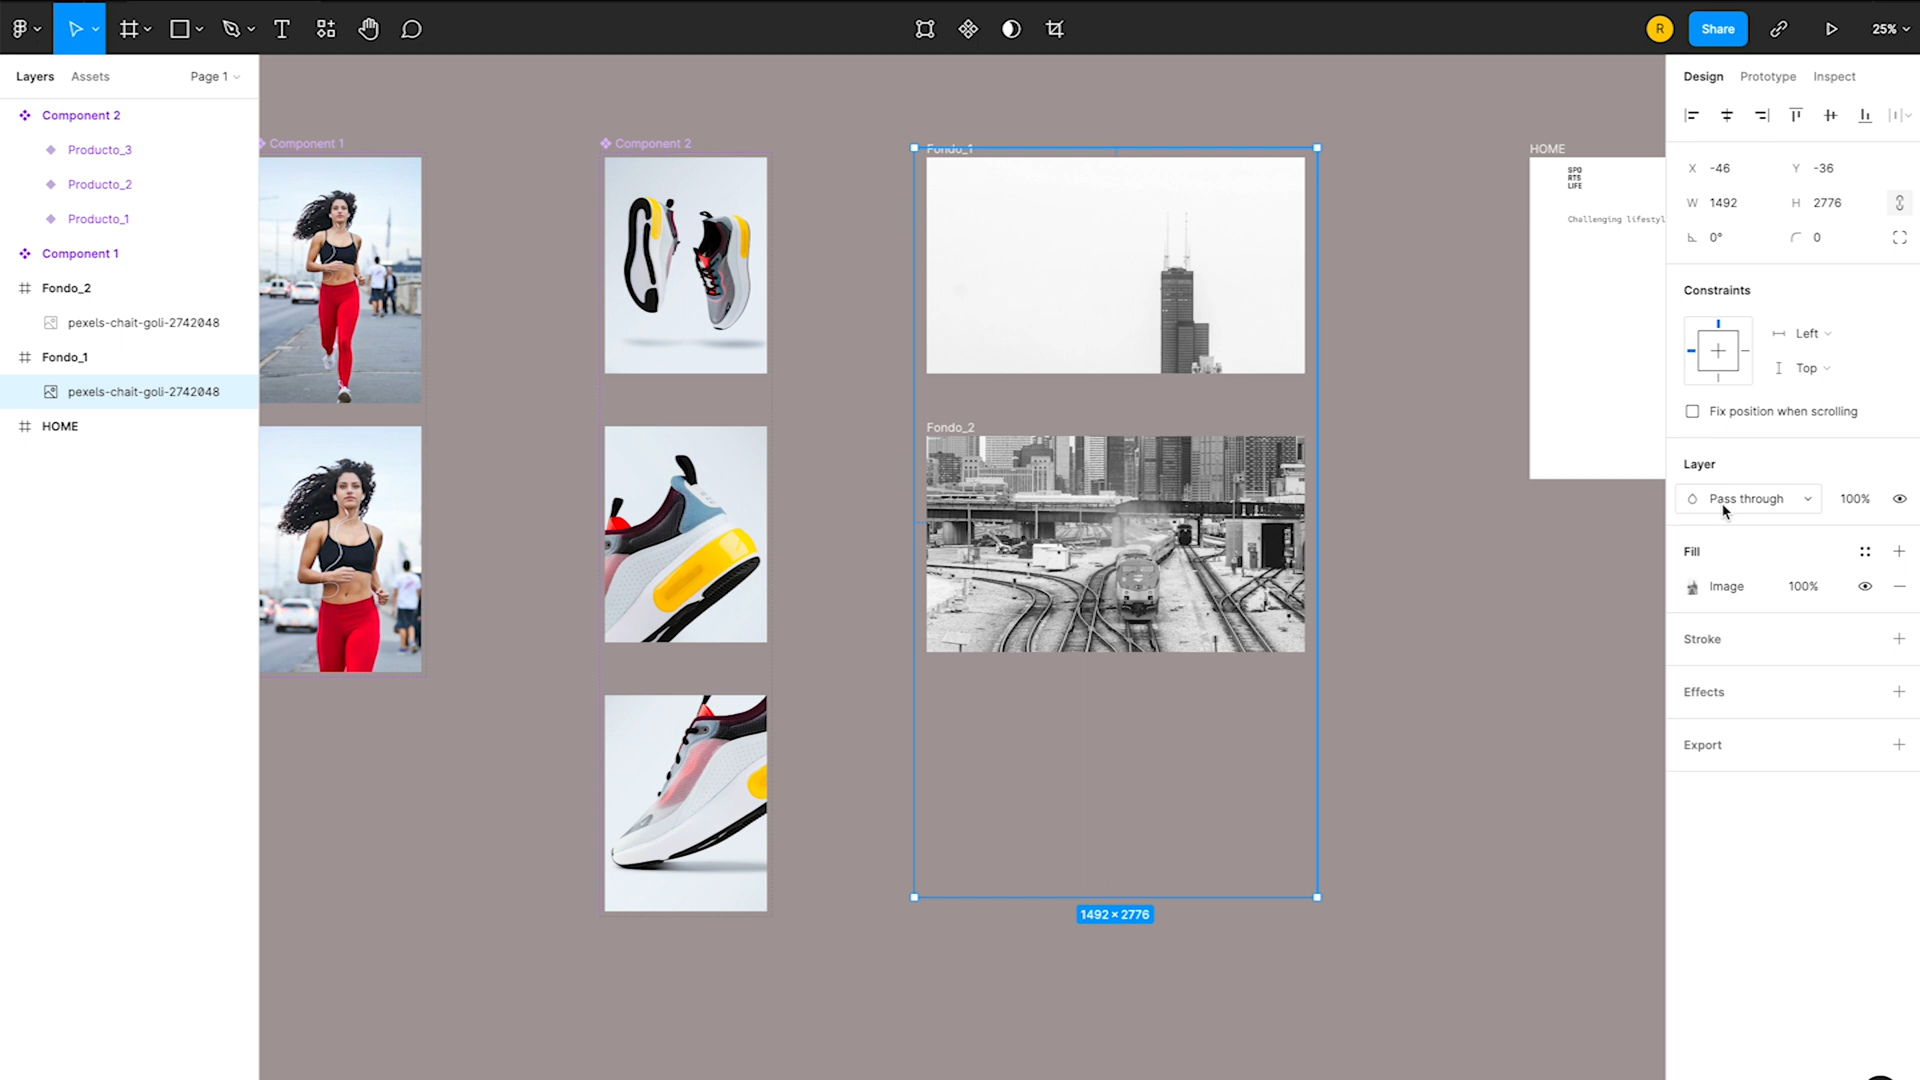 R
Share
25%
Layers
Assets
Page 1
Component 2
Producto_3
Producto_2
Producto_1
Component 1
Fondo_2
pexels-chait-goli-2742048
Fondo_1
pexels-chait-goli-2742048
HOME
Component 1
Component 2
Fondo_1
Fondo_2
1492 × 2776
HOME
SPO
RTS
LIFE
Challenging lifestyl
Design
Prototype
Inspect
X -46
Y -36
W 1492
H 2776
0°
0
Constraints
Left
Top
Fix position when scrolling
Layer
Pass through
100%
Fill
Image
100%
Stroke
Effects
Export